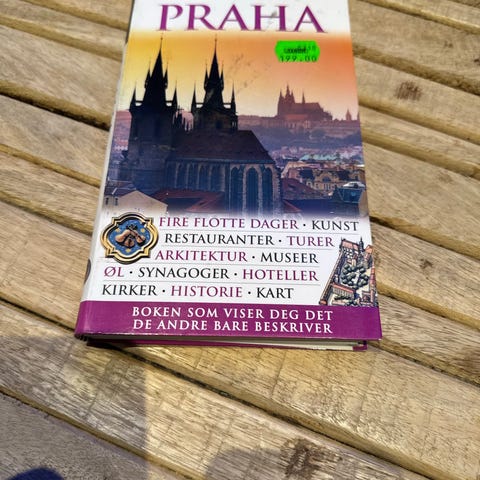 PRAHA
199.00
FIRE FLOTTE DAGER · KUNST
RESTAURANTER · TURER
ARKITEKTUR · MUSEER
ØL · SYNAGOGER · HOTELLER
KIRKER · HISTORIE · KART
BOKEN SOM VISER DEG DET
DE ANDRE BARE BESKRIVER